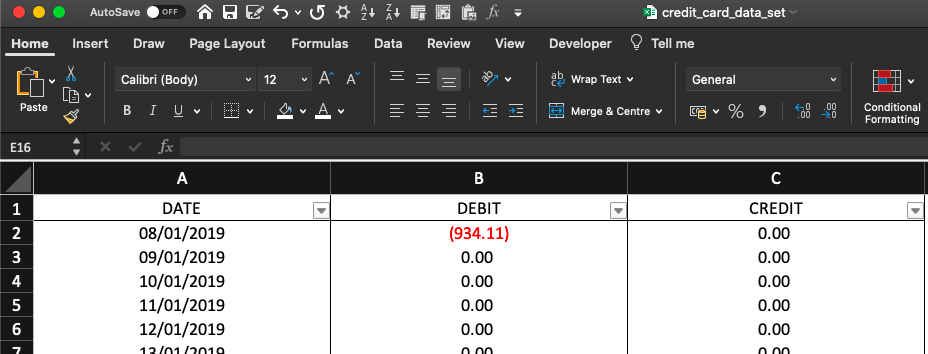 AutoSave OFF credit_card_data_set
Home Insert Draw Page Layout Formulas Data Review View Developer Tell me
Paste Calibri (Body) 12 A A Wrap Text General
B I U A Merge & Centre % Conditional Formatting
E16 fx
A B C
1 DATE DEBIT CREDIT
2 08/01/2019 (934.11) 0.00
3 09/01/2019 0.00 0.00
4 10/01/2019 0.00 0.00
5 11/01/2019 0.00 0.00
6 12/01/2019 0.00 0.00
7 13/01/2019 0.00 0.00